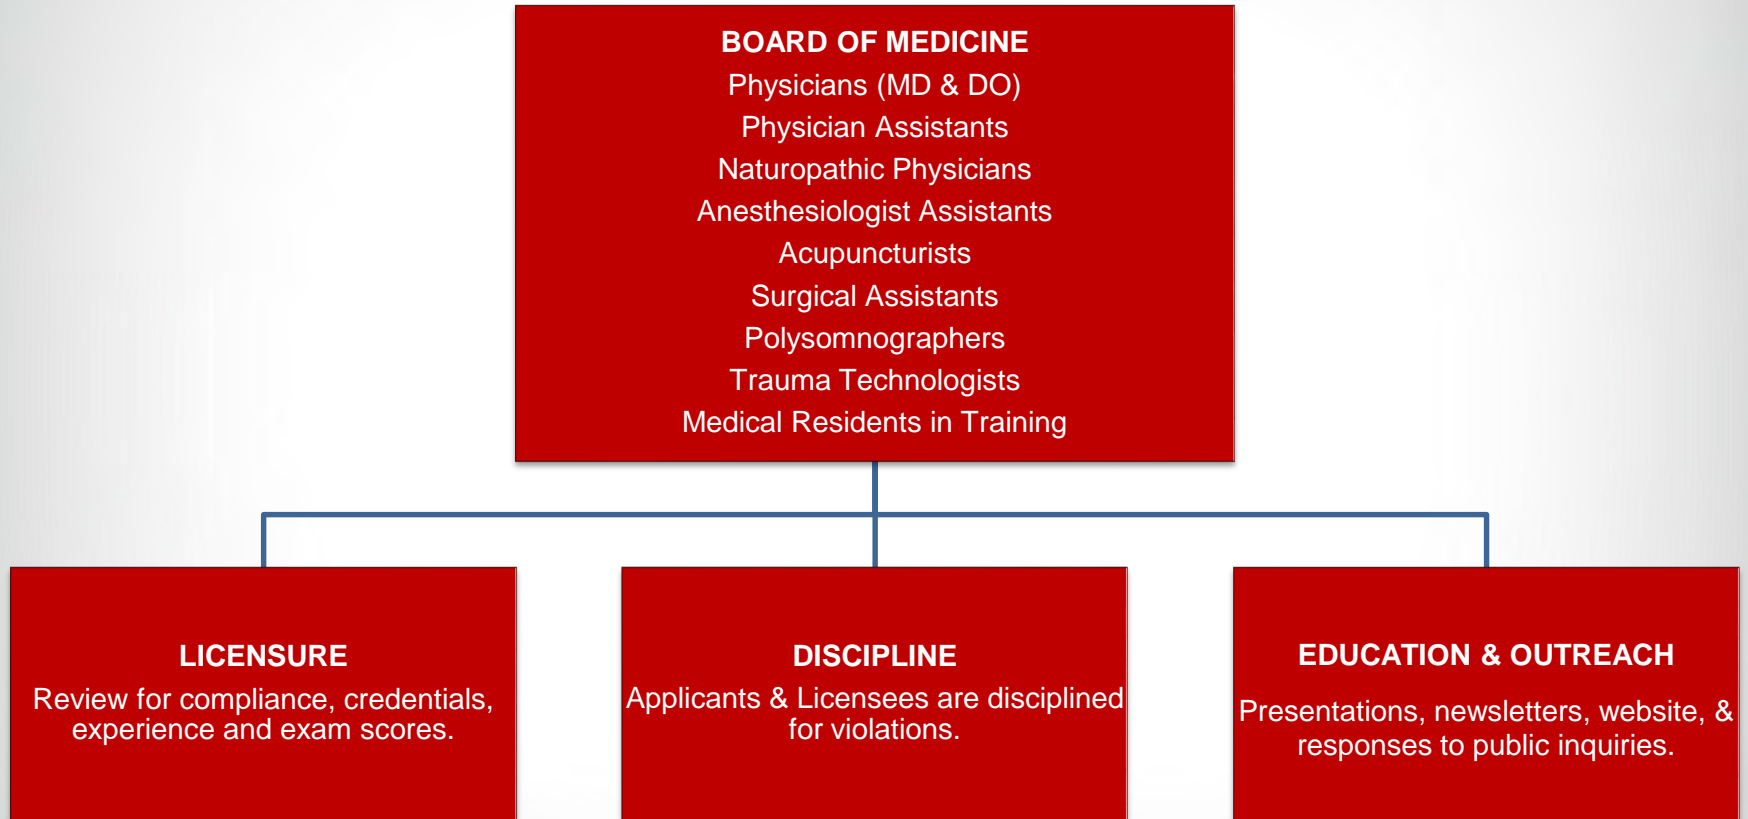 BOARD OF MEDICINE
Physicians (MD & DO)
Physician Assistants
Naturopathic Physicians
Anesthesiologist Assistants
Acupuncturists
Surgical Assistants
Polysomnographers
Trauma Technologists
Medical Residents in Training
LICENSURE
Review for compliance, credentials,
experience and exam scores.
DISCIPLINE
Applicants & Licensees are disciplined
for violations.
EDUCATION & OUTREACH
Presentations, newsletters, website, &
responses to public inquiries.